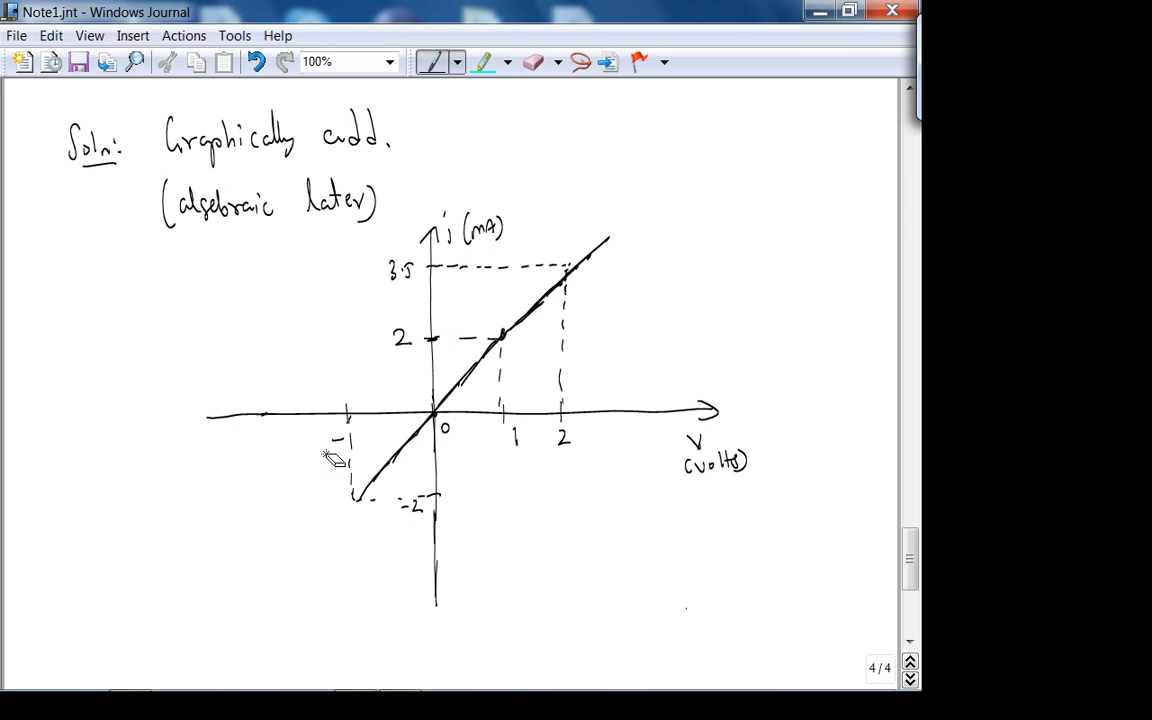 Note1.jnt - Windows Journal
File Edit View Insert Actions Tools Help
100%
Soln: Graphically add.
(algebraic later)
i (mA)
3.5
2
0
-1
1
2
V
(volts)
-2
4 / 4